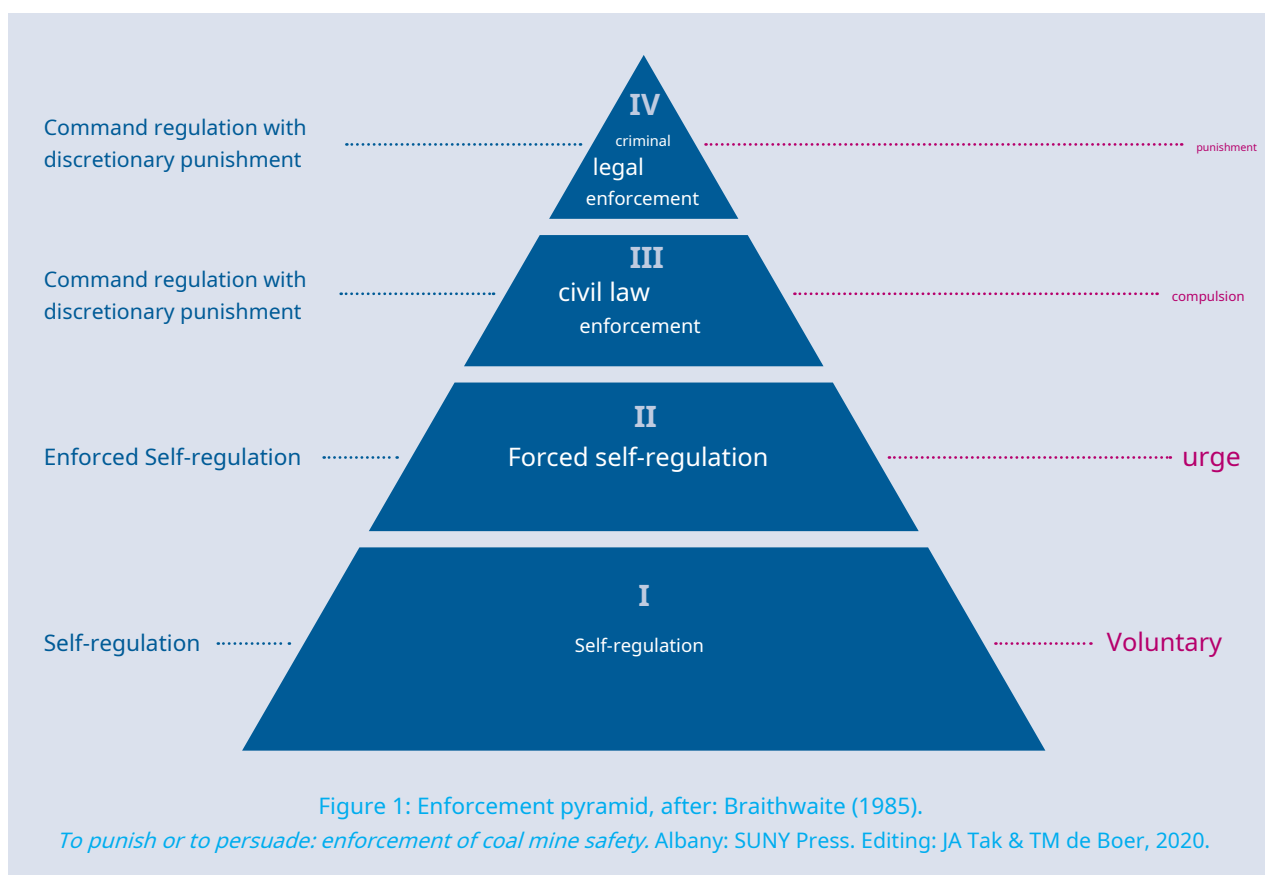 IV
Command regulation with
discretionary punishment
criminal
legal
enforcement
punishment
III
Command regulation with
discretionary punishment
civil law
enforcement
compulsion
II
Enforced Self-regulation
Forced self-regulation
urge
I
Self-regulation
Self-regulation
Voluntary
Figure 1: Enforcement pyramid, after: Braithwaite (1985).
To punish or to persuade: enforcement of coal mine safety. Albany: SUNY Press. Editing: JA Tak & TM de Boer, 2020.